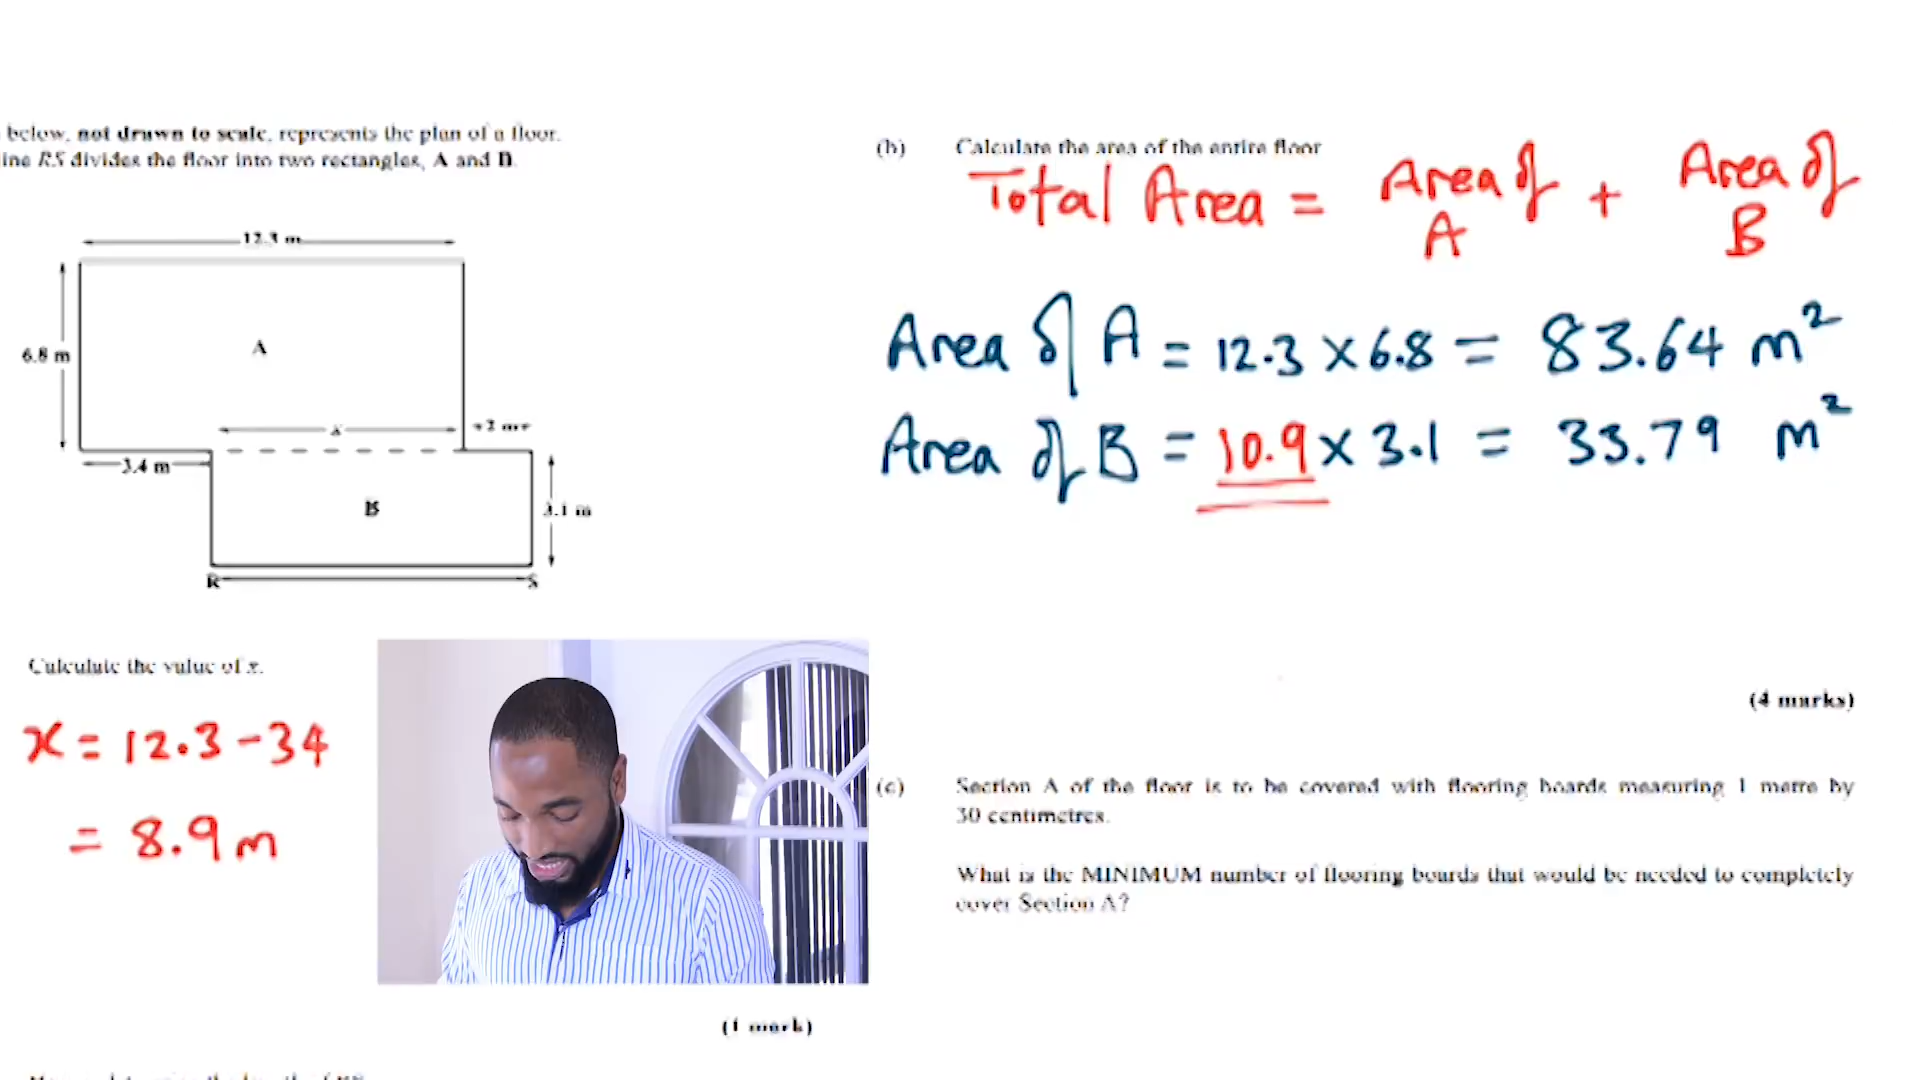 below, not drawn to scale, represents the plan of a floor.
ine RS divides the floor into two rectangles, A and B.
12.3 m
6.8 m
A
x
2 m
3.4 m
B
3.1 m
R
S
Calculate the value of x.
x = 12.3 - 34
= 8.9 m
(1 mark)
(b) Calculate the area of the entire floor
Total Area = Area of A + Area of B
Area of A = 12.3 x 6.8 = 83.64 m²
Area of B = 10.9 x 3.1 = 33.79 m²
(4 marks)
(c) Section A of the floor is to be covered with flooring boards measuring 1 metre by
30 centimetres.
What is the MINIMUM number of flooring boards that would be needed to completely
cover Section A?